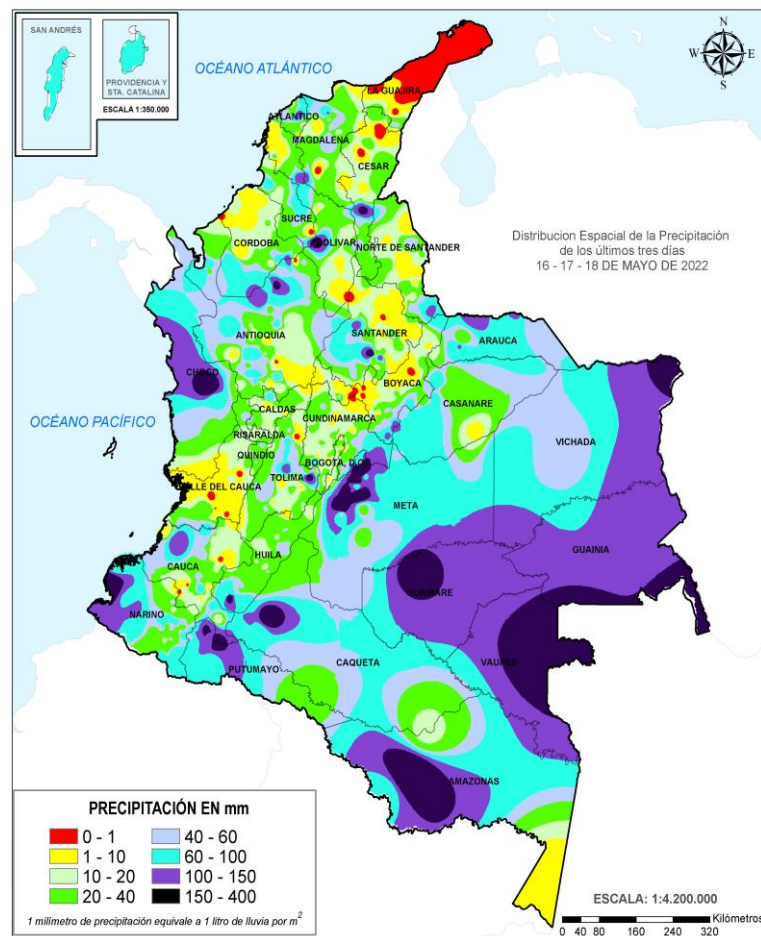 SAN ANDRÉS
PROVIDENCIA Y
STA. CATALINA
ESCALA 1:350.000
OCÉANO ATLÁNTICO
N
W
E
S
LA GUAJIRA
ATLANTICO
MAGDALENA
CESAR
SUCRE
CORDOBA
BOLIVAR
NORTE DE SANTANDER
Distribucion Espacial de la Precipitación
de los últimos tres días
16 - 17 - 18 DE MAYO DE 2022
ANTIOQUIA
SANTANDER
ARAUCA
CHOCO
BOYACA
CASANARE
OCÉANO PACÍFICO
CALDAS
CUNDINAMARCA
RISARALDA
VICHADA
QUINDIO
BOGOTA, D.C.
TOLIMA
VALLE DEL CAUCA
META
GUAINIA
HUILA
CAUCA
GUAVIARE
NARIÑO
PUTUMAYO
CAQUETA
VAUPES
AMAZONAS
PRECIPITACIÓN EN mm
0 - 1
40 - 60
1 - 10
60 - 100
10 - 20
100 - 150
20 - 40
150 - 400
1 milímetro de precipitación equivale a 1 litro de lluvia por m²
ESCALA: 1:4.200.000
Kilómetros
0 40 80 160 240 320